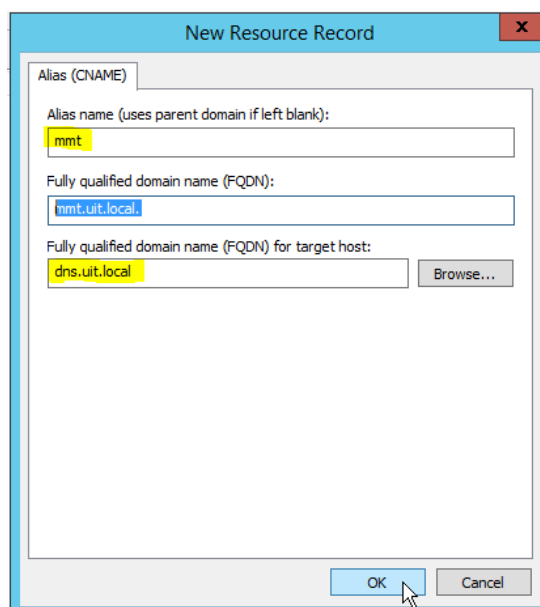 New Resource Record
x
Alias (CNAME)
Alias name (uses parent domain if left blank):
mmt
Fully qualified domain name (FQDN):
mmt.uit.local.
Fully qualified domain name (FQDN) for target host:
dns.uit.local
Browse...
OK
Cancel